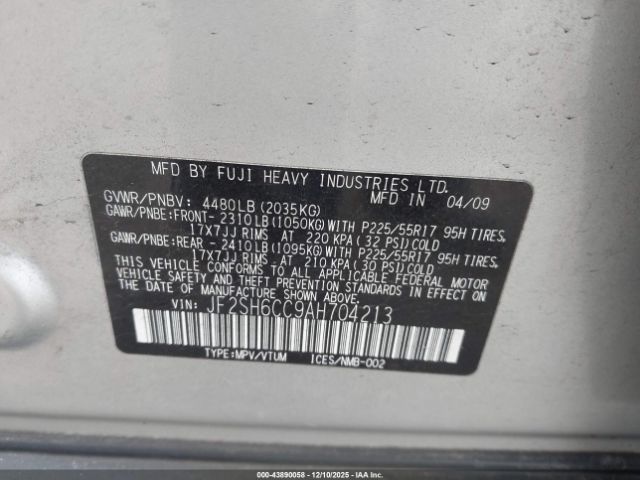 MFD BY FUJI HEAVY INDUSTRIES LTD.
MFD IN 04/09
GVWR/PNBV: 4480LB(2035KG)
GAWR/PNBE:FRONT- 2310LB(1050KG)WITH P225/55R17 95H TIRES,
17X7JJ RIMS AT 220 KPA(32 PSI)COLD
GAWR/PNBE:REAR -2410LB(1095KG)WITH P225/55R17 95H TIRES,
17X7JJ RIMS AT 210 KPA(30 PSI)COLD
THIS VEHICLE CONFORMS TO ALL APPLICABLE FEDERAL MOTOR
VEHICLE SAFETY AND THEFT PREVENTION STANDARDS IN EFFECT
ON THE DATE OF MANUFACTURE SHOWN ABOVE.
VIN: JF2SH6CC9AH704213
TYPE:MPV/VTUM ICES/NMB-002
000-43890058 - 12/10/2025 - IAAI.COM